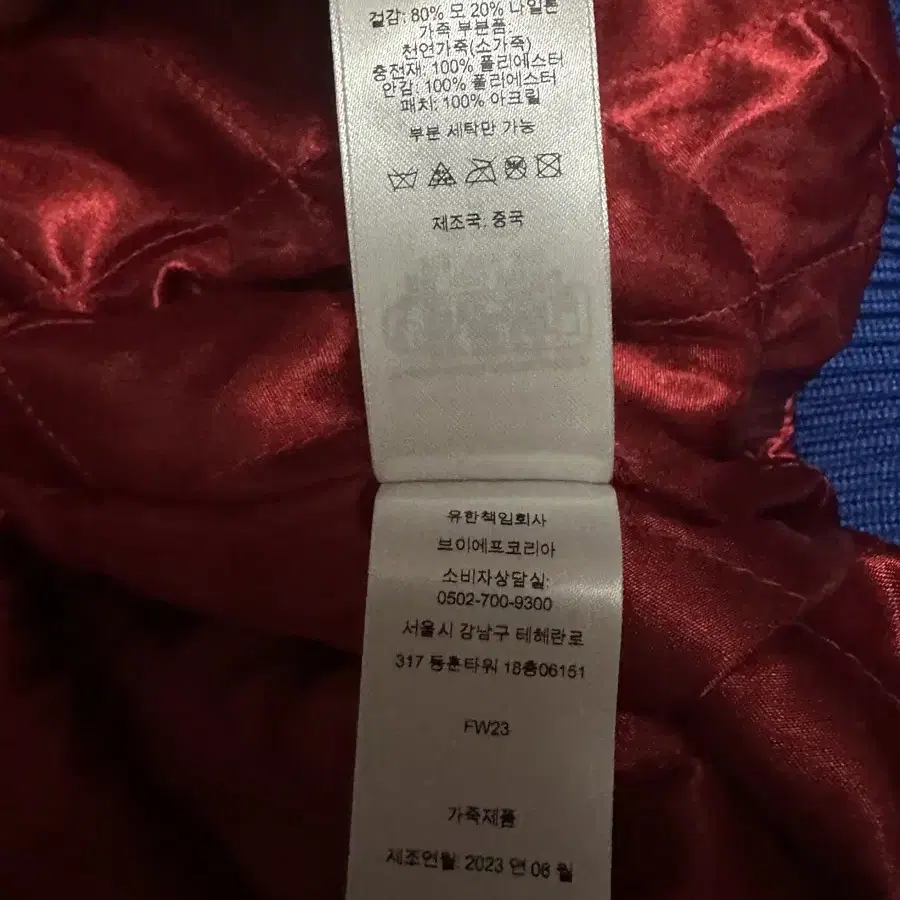 겉감: 80% 모 20% 나일론
가죽 부분품:
천연가죽(소가죽)
충전재: 100% 폴리에스터
안감: 100% 폴리에스터
패치: 100% 아크릴
부분 세탁만 가능
제조국: 중국
유한책임회사
브이에프코리아
소비자상담실:
0502-700-9300
서울시 강남구 테헤란로
317 동훈타워 18층06151
FW23
가죽제품
제조연월: 2023 년 08 월